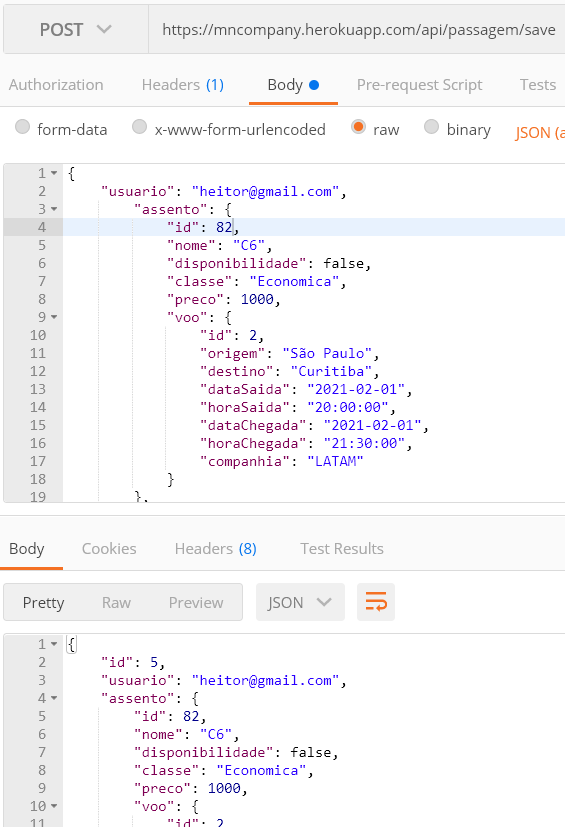 POST https://mncompany.herokuapp.com/api/passagem/save
Authorization Headers (1) Body Pre-request Script Tests
form-data x-www-form-urlencoded raw binary JSON (a
1 {
2 "usuario": "heitor@gmail.com",
3 "assento": {
4 "id": 82,
5 "nome": "C6",
6 "disponibilidade": false,
7 "classe": "Economica",
8 "preco": 1000,
9 "voo": {
10 "id": 2,
11 "origem": "São Paulo",
12 "destino": "Curitiba",
13 "dataSaida": "2021-02-01",
14 "horaSaida": "20:00:00",
15 "dataChegada": "2021-02-01",
16 "horaChegada": "21:30:00",
17 "companhia": "LATAM"
18 }
19 },
Body Cookies Headers (8) Test Results
Pretty Raw Preview JSON
1 {
2 "id": 5,
3 "usuario": "heitor@gmail.com",
4 "assento": {
5 "id": 82,
6 "nome": "C6",
7 "disponibilidade": false,
8 "classe": "Economica",
9 "preco": 1000,
10 "voo": {
11 "id": 2